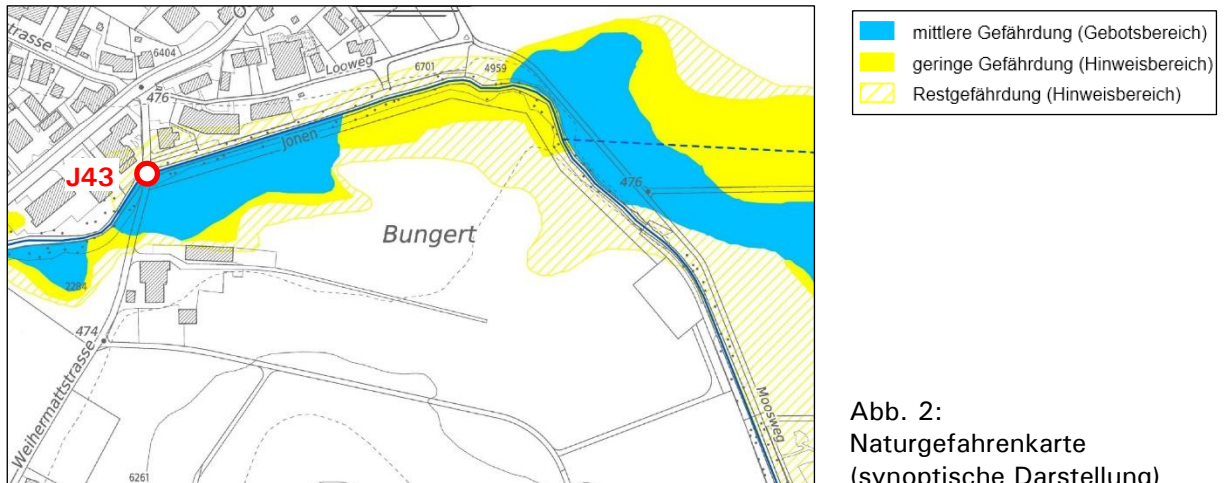 strasse
6404
Looweg
6701
4959
476
Jonen
J43
476
Bungert
2284
474
Weihermattstrasse
Moosweg
6261
mittlere Gefährdung (Gebotsbereich)
geringe Gefährdung (Hinweisbereich)
Restgefährdung (Hinweisbereich)
Abb. 2:
Naturgefahrenkarte
(synoptische Darstellung)